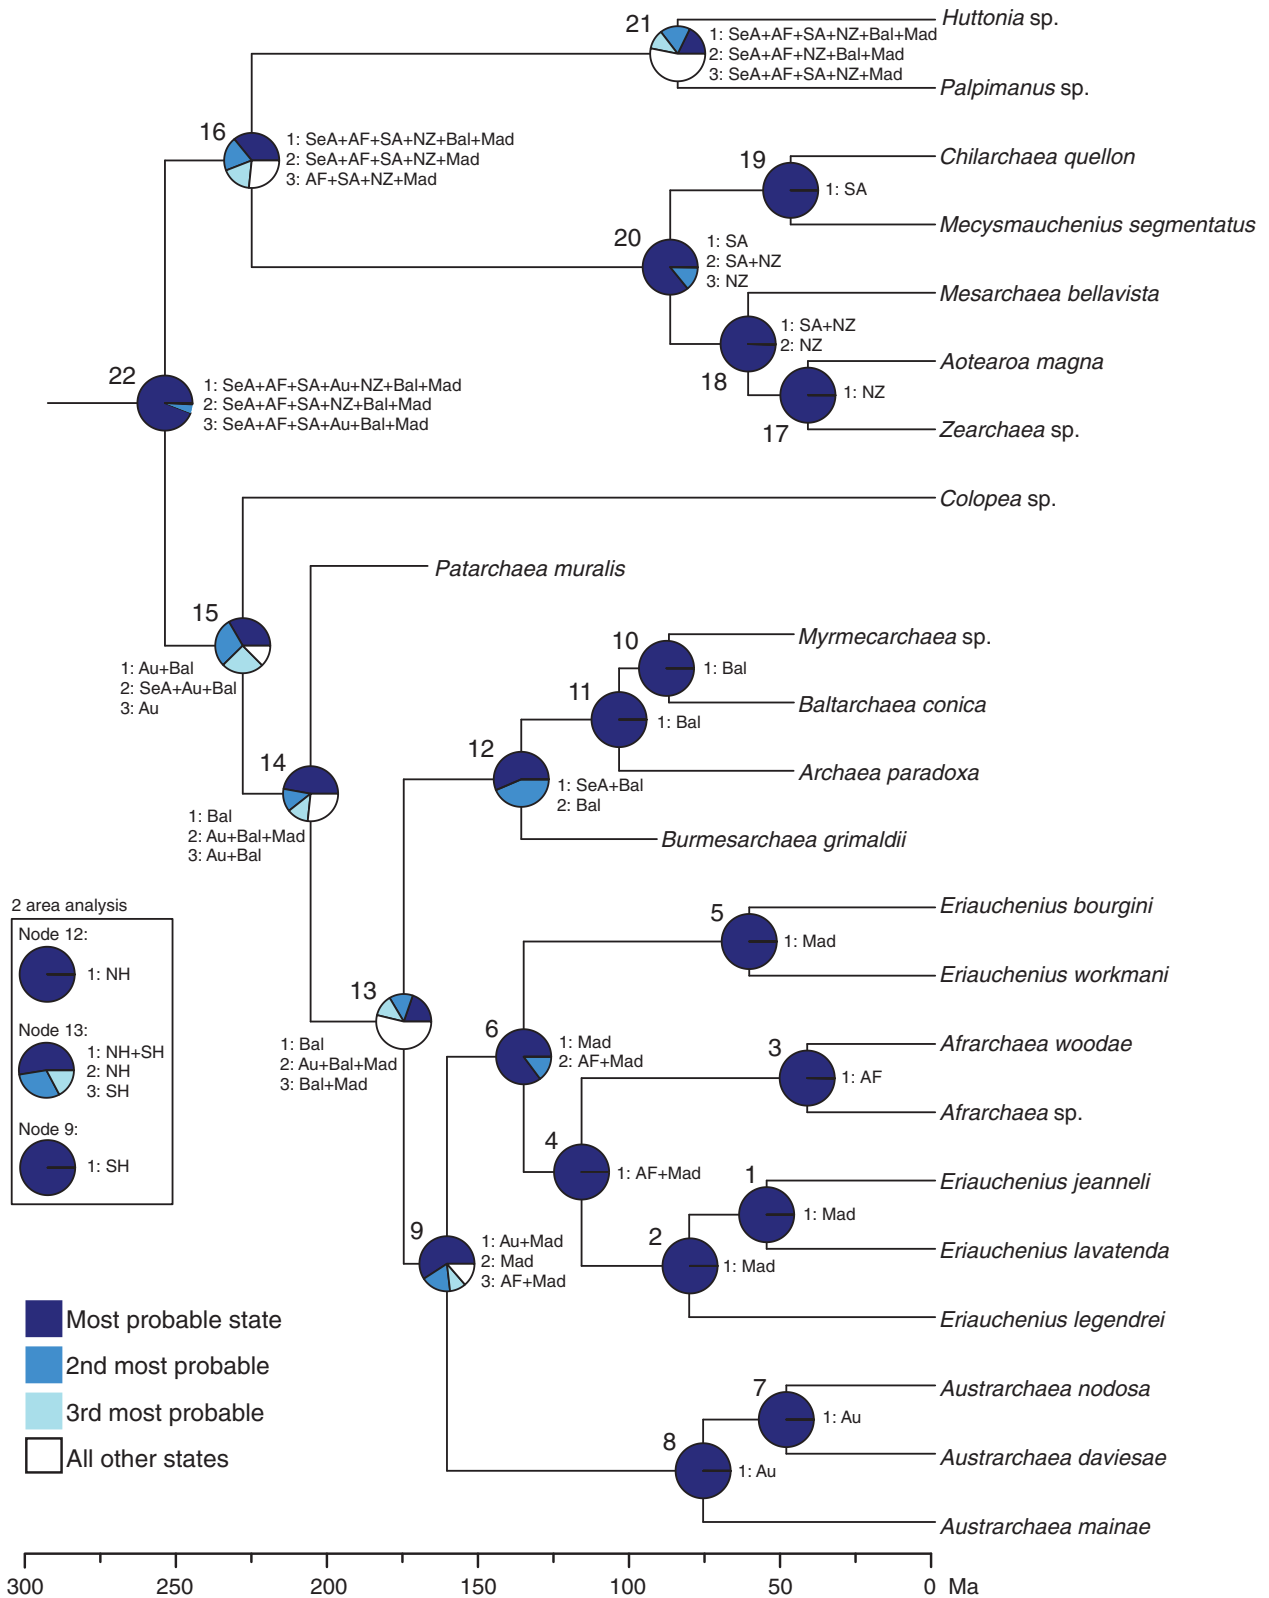 21
Huttonia sp.
1: SeA+AF+SA+NZ+Bal+Mad
2: SeA+AF+NZ+Bal+Mad
3: SeA+AF+SA+NZ+Mad
Palpimanus sp.
16
1: SeA+AF+SA+NZ+Bal+Mad
2: SeA+AF+SA+NZ+Mad
3: AF+SA+NZ+Mad
19
Chilarchaea quellon
1: SA
Mecysmauchenius segmentatus
20
1: SA
2: SA+NZ
3: NZ
Mesarchaea bellavista
1: SA+NZ
2: NZ
18
Aotearoa magna
1: NZ
17
Zearchaea sp.
22
1: SeA+AF+SA+Au+NZ+Bal+Mad
2: SeA+AF+SA+NZ+Bal+Mad
3: SeA+AF+SA+Au+Bal+Mad
Colopea sp.
Patarchaea muralis
15
1: Au+Bal
2: SeA+Au+Bal
3: Au
10
Myrmecarchaea sp.
1: Bal
Baltarchaea conica
11
1: Bal
Archaea paradoxa
12
1: SeA+Bal
2: Bal
Burmesarchaea grimaldii
14
1: Bal
2: Au+Bal+Mad
3: Au+Bal
2 area analysis
Node 12:
1: NH
Node 13:
1: NH+SH
2: NH
3: SH
Node 9:
1: SH
5
Eriauchenius bourgini
1: Mad
Eriauchenius workmani
13
1: Bal
2: Au+Bal+Mad
3: Bal+Mad
6
1: Mad
2: AF+Mad
3
Afrarchaea woodae
1: AF
Afrarchaea sp.
4
1: AF+Mad
1
Eriauchenius jeanneli
1: Mad
Eriauchenius lavatenda
2
1: Mad
Eriauchenius legendrei
9
1: Au+Mad
2: Mad
3: AF+Mad
7
Austrarchaea nodosa
1: Au
Austrarchaea daviesae
8
1: Au
Austrarchaea mainae
Most probable state
2nd most probable
3rd most probable
All other states
300 250 200 150 100 50 0 Ma